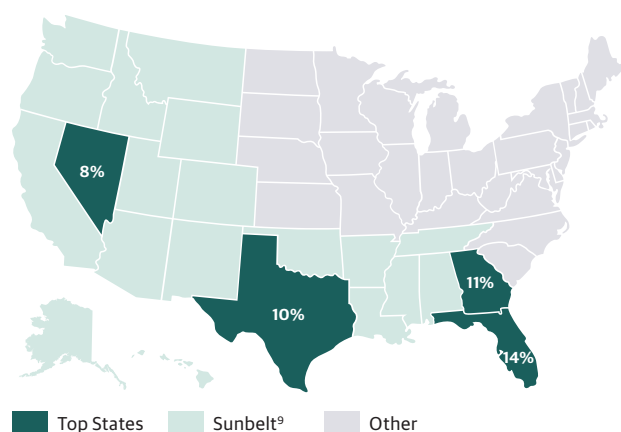 8%
11%
10%
14%
Top States
Sunbelt⁹
Other